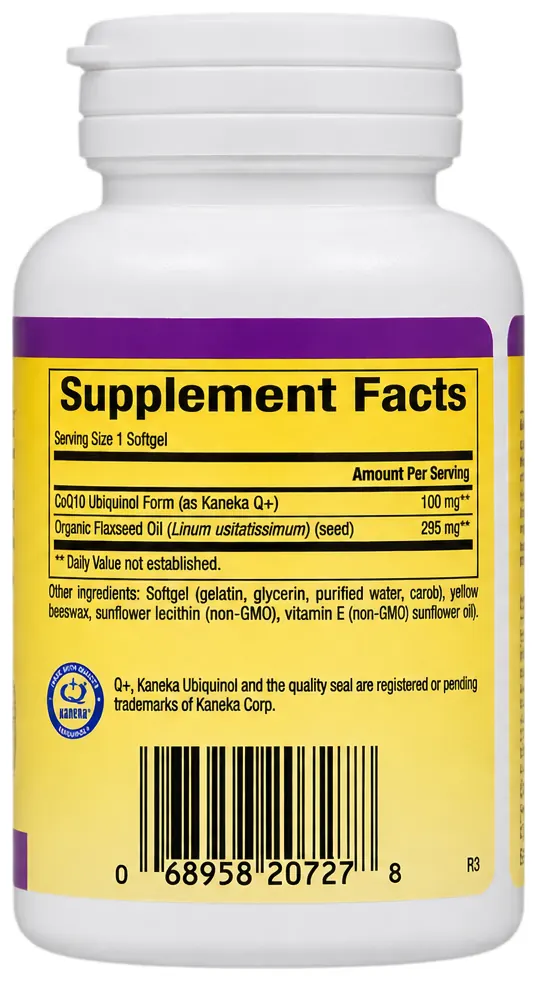 Supplement Facts
Serving Size 1 Softgel
Amount Per Serving
CoQ10 Ubiquinol Form (as Kaneka Q+) 100 mg**
Organic Flaxseed Oil (Linum usitatissimum) (seed) 295 mg**
** Daily Value not established.
Other ingredients: Softgel (gelatin, glycerin, purified water, carob), yellow
beeswax, sunflower lecithin (non-GMO), vitamin E (non-GMO) sunflower oil).
Q+
Kaneka®
Q+, Kaneka Ubiquinol and the quality seal are registered or pending
trademarks of Kaneka Corp.
0 68958 20727 8
R3